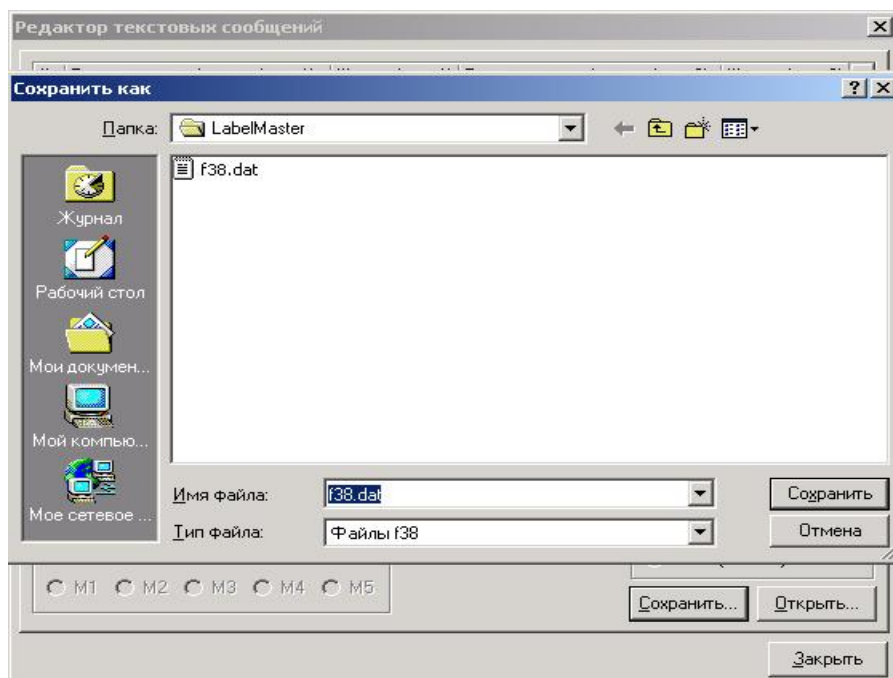 Редактор текстовых сообщений
Сохранить как
Папка: LabelMaster
f38.dat
Журнал
Рабочий стол
Мои докумен...
Мой компью...
Мое сетевое ...
Имя файла: f38.dat Сохранить
Тип файла: Файлы f38 Отмена
M1 M2 M3 M4 M5
Сохранить... Открыть...
Закрыть